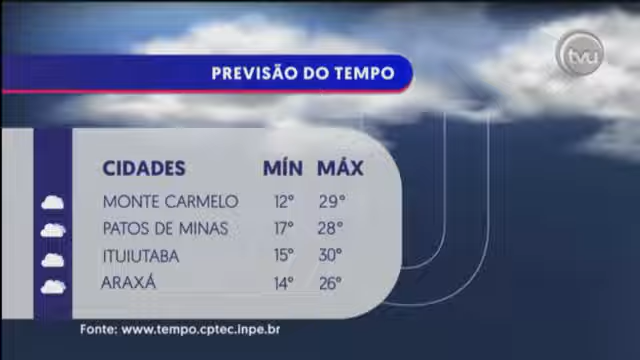 tvu
PREVISÃO DO TEMPO
CIDADES MÍN MÁX
MONTE CARMELO 12° 29°
PATOS DE MINAS 17° 28°
ITUIUTABA 15° 30°
ARAXÁ 14° 26°
Fonte: www.tempo.cptec.inpe.br